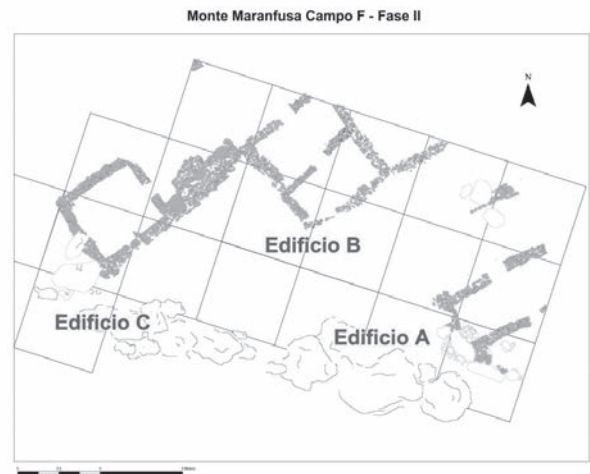 Monte Maranfusa Campo F - Fase II
N
Edificio B
Edificio C
Edificio A